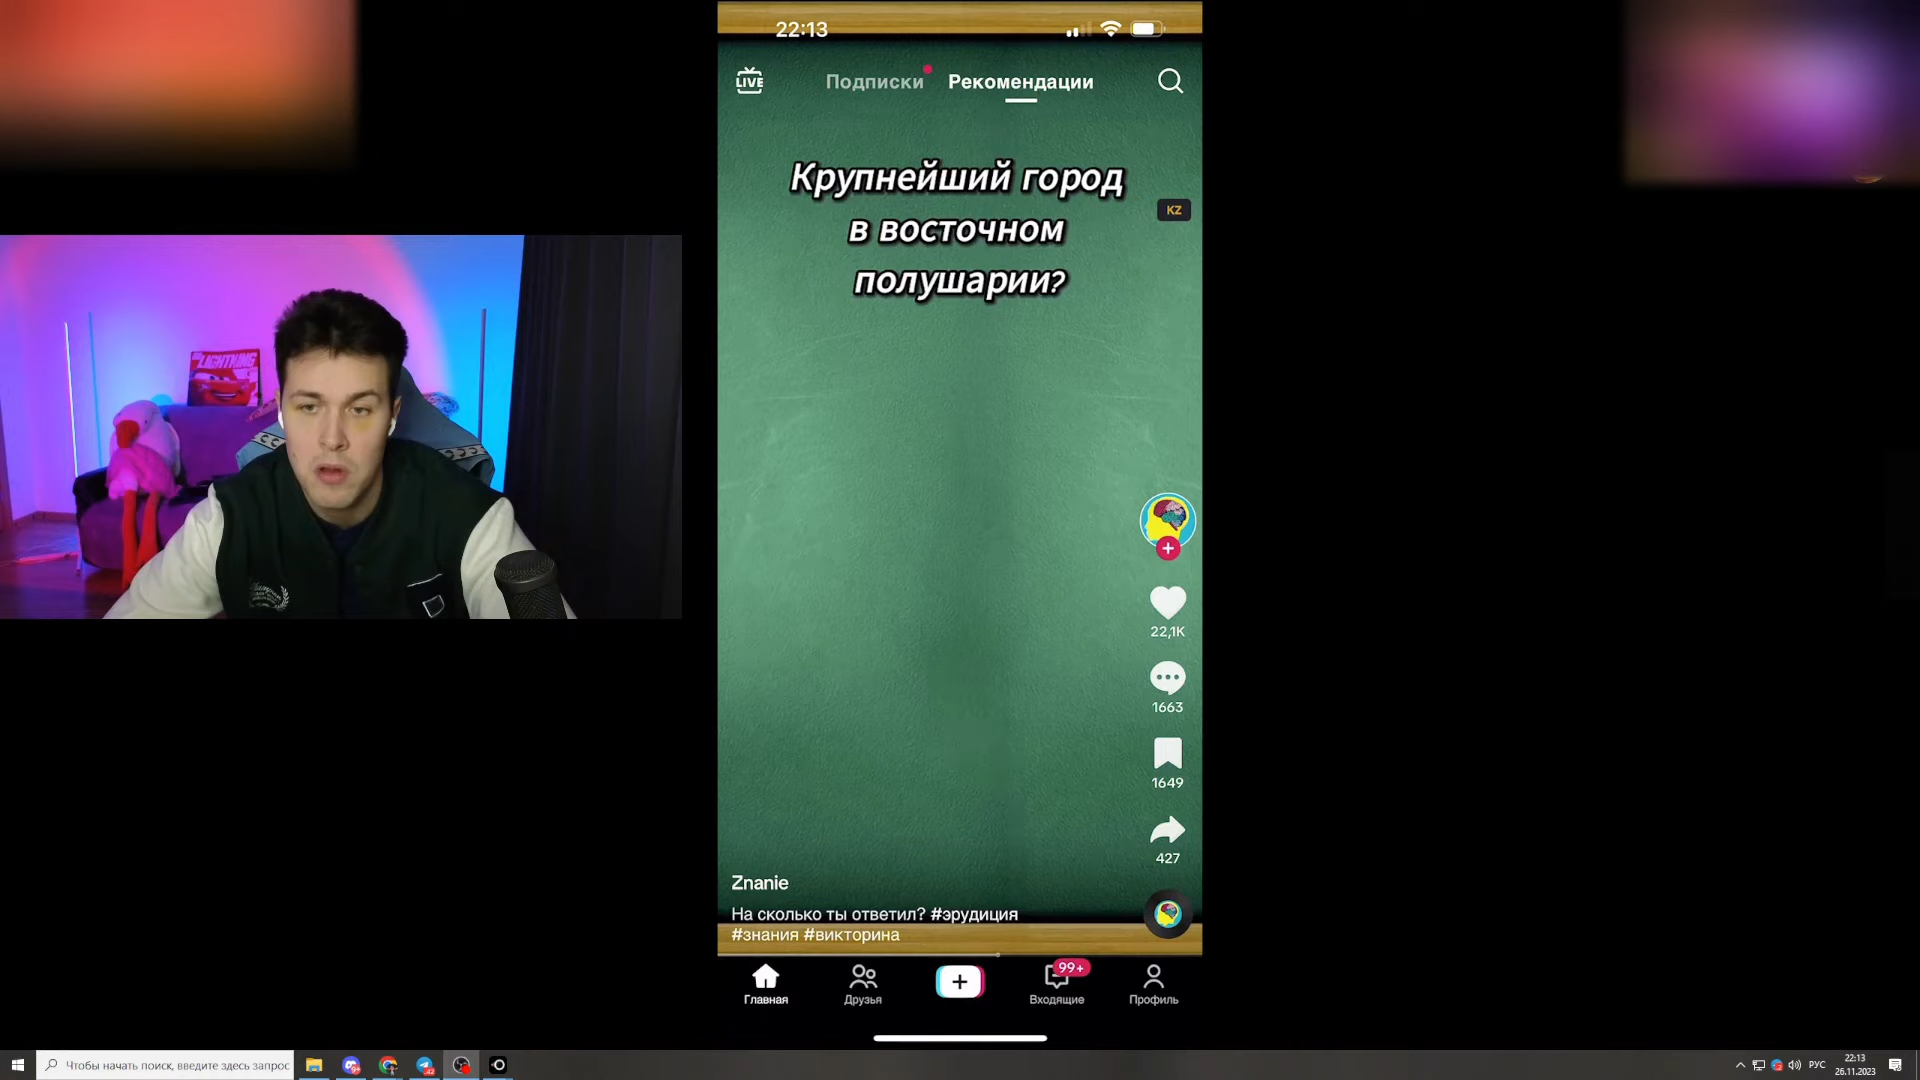 22:13
LIVE
Подписки
Рекомендации
Крупнейший город
в восточном
полушарии?
KZ
LIGHTNING
22,1K
1663
1649
427
Znanie
На сколько ты ответил? #эрудиция
#знания #викторина
Главная
Друзья
99+
Входящие
Профиль
Чтобы начать поиск, введите здесь запрос
РУС
22:13
26.11.2023